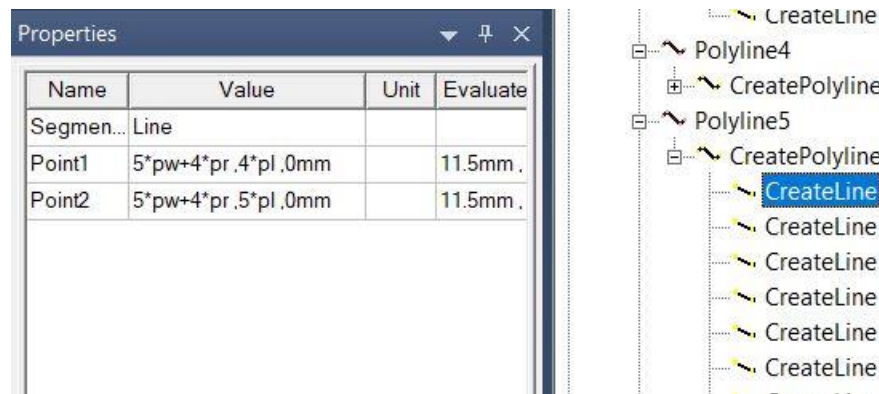 Properties
Name Value Unit Evaluate
Segmen... Line
Point1 5*pw+4*pr ,4*pl ,0mm 11.5mm ,
Point2 5*pw+4*pr ,5*pl ,0mm 11.5mm ,
CreateLine
Polyline4
CreatePolyline
Polyline5
CreatePolyline
CreateLine
CreateLine
CreateLine
CreateLine
CreateLine
CreateLine